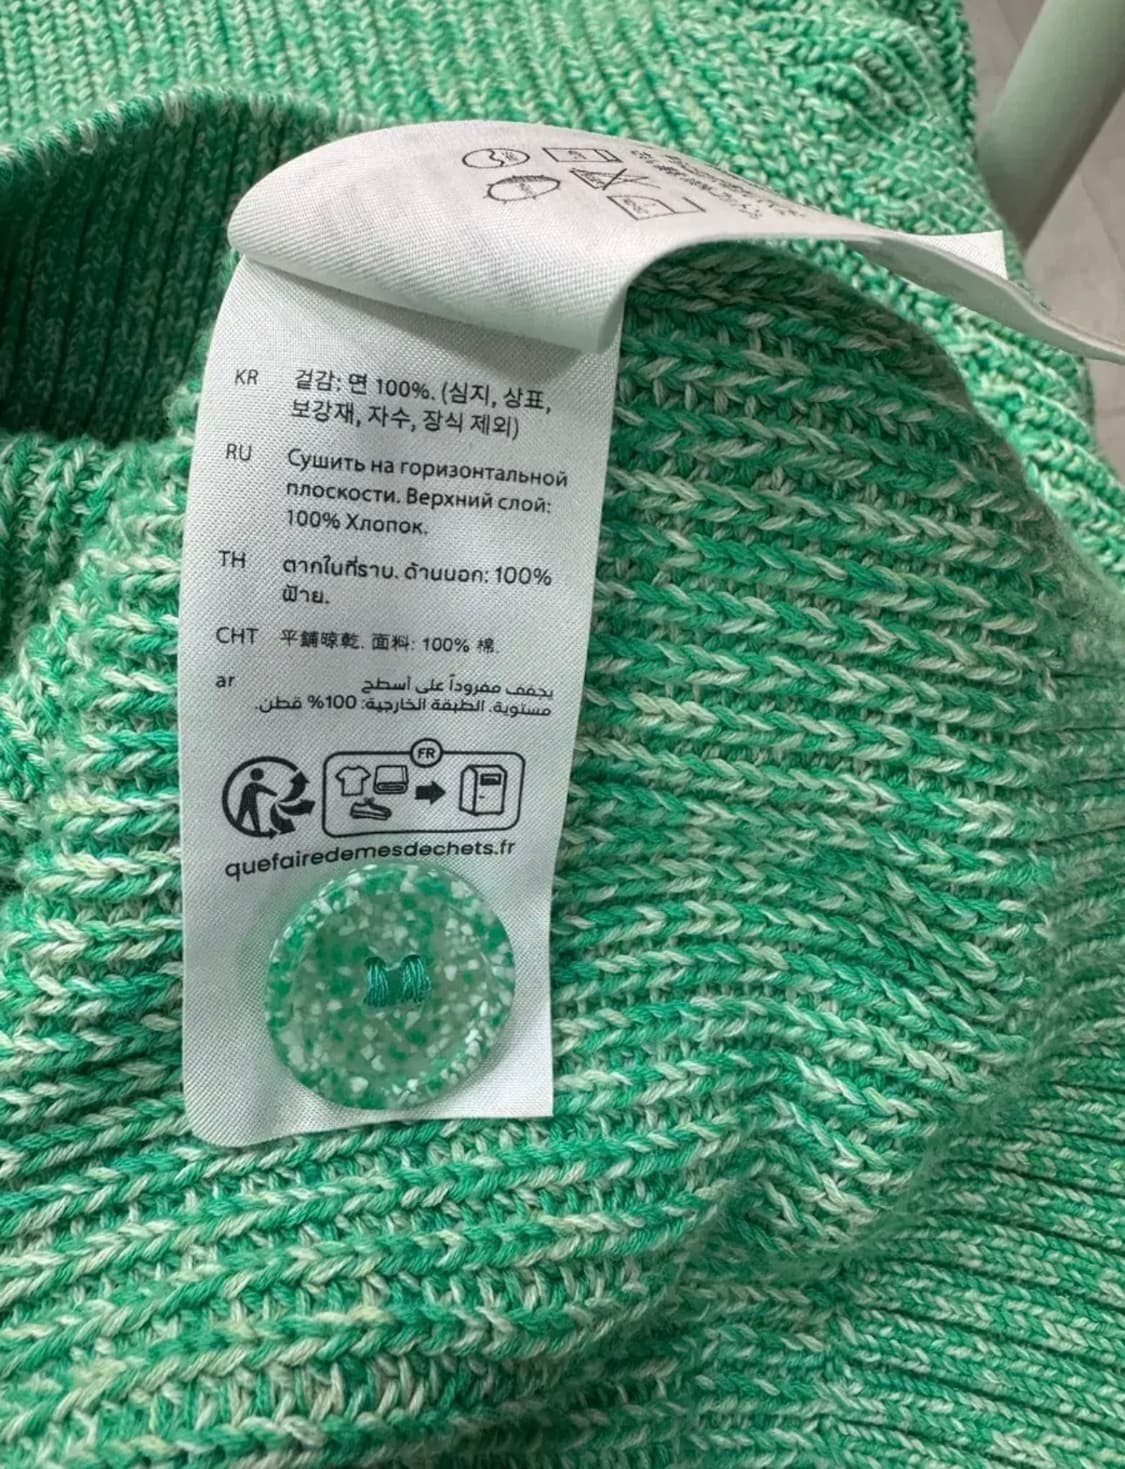 KR 겉감: 면 100%. (심지, 상표,
보강재, 자수, 장식 제외)
RU Сушить на горизонтальной
плоскости. Верхний слой:
100% Хлопок.
TH ตากในที่ราบ. ด้านนอก: 100%
ฝ้าย.
CHT 平鋪晾乾. 面料: 100% 棉.
ar يجفف مفروداً على أسطح
مستوية. الطبقة الخارجية: 100% قطن.
FR
quefairedemesdechets.fr